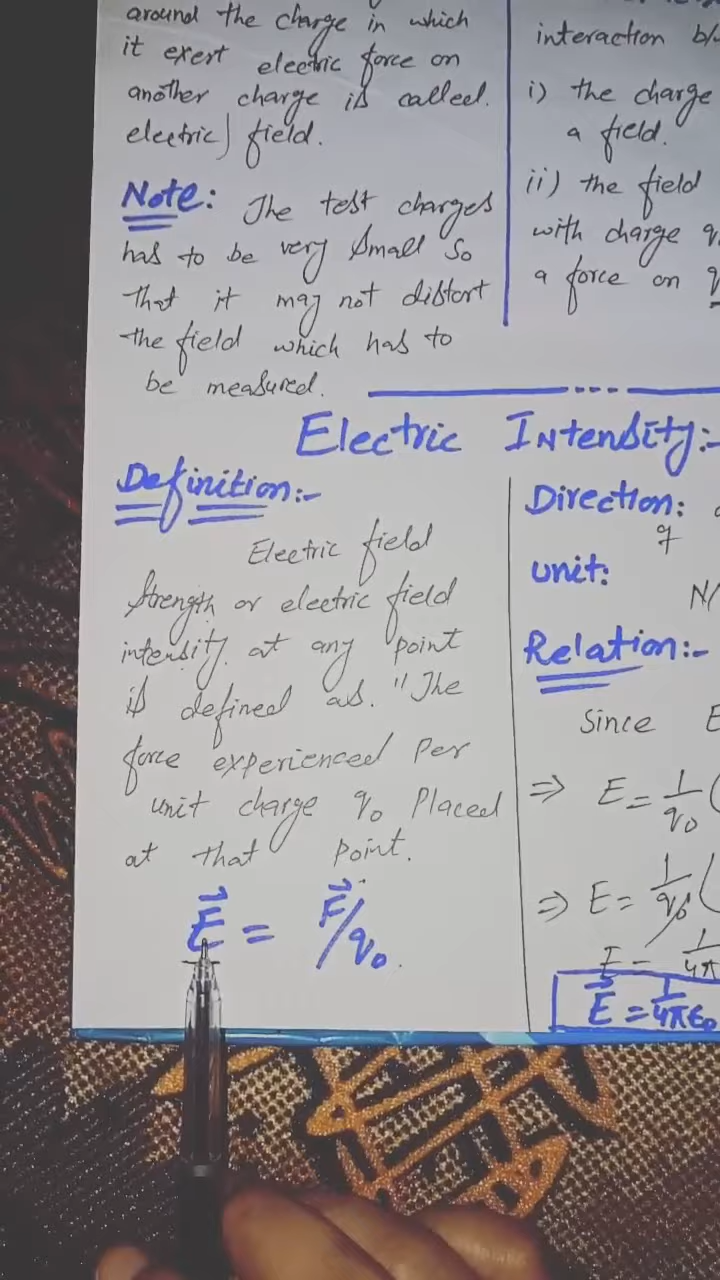 around the charge in which
it exert electric force on
another charge is called.
electric field.
Note: The test charges
has to be very small so
that it may not distort
the field which has to
be measured.
interaction b/w
i) the charge
a field.
ii) the field
with charge q
a force on q
Electric Intensity:-
Definition:-
Electric field
strength or electric field
intensity at any point
is defined as. "The
force experienced Per
unit charge q₀ Placed
at that point.
E⃗ = F⃗/q₀.
Direction:
q
unit:
N/
Relation:-
Since E
⇒ E = 1/q₀ (
⇒ E = 1/q₀ (
E = 1/4π
E⃗ = 1/4πε₀